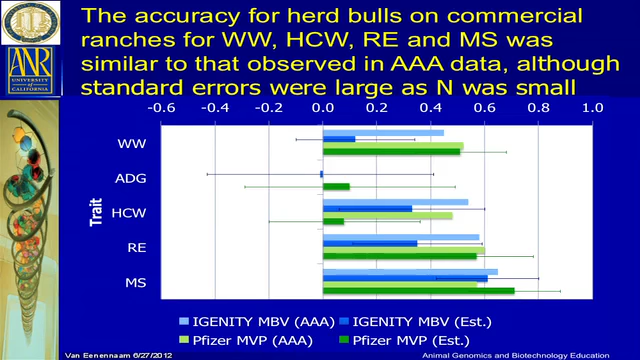 The accuracy for herd bulls on commercial
ranches for WW, HCW, RE and MS was
similar to that observed in AAA data, although
standard errors were large as N was small
ANR
UNIVERSITY
of
CALIFORNIA
-0.6 -0.4 -0.2 0.0 0.2 0.4 0.6 0.8 1.0
WW
ADG
HCW
RE
MS
Trait
IGENITY MBV (AAA) IGENITY MBV (Est.)
Pfizer MVP (AAA) Pfizer MVP (Est.)
Van Eenennaam 6/27/2012 Animal Genomics and Biotechnology Education